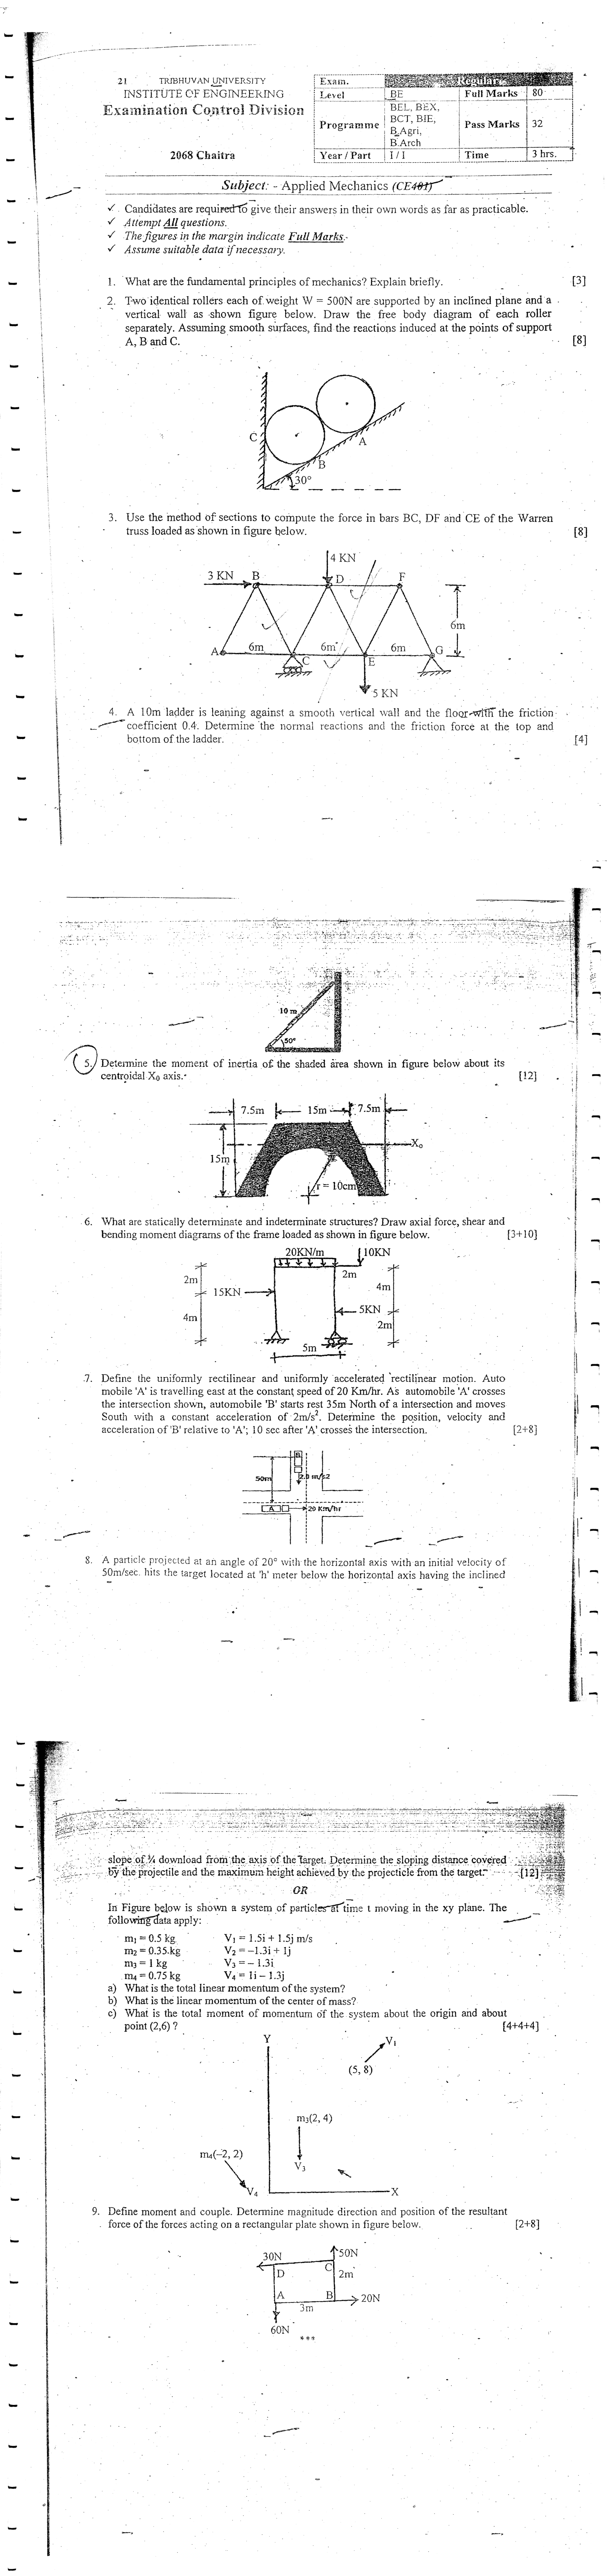 21 TRIBHUVAN UNIVERSITY
INSTITUTE OF ENGINEERING
Examination Control Division
2068 Chaitra
Exam. Regular
Level BE Full Marks 80
Programme BEL, BEX, BCT, BIE, B.Agri, B.Arch Pass Marks 32
Year / Part I / I Time 3 hrs.
Subject: - Applied Mechanics (CE401)
✓ Candidates are required to give their answers in their own words as far as practicable.
✓ Attempt All questions.
✓ The figures in the margin indicate Full Marks.
✓ Assume suitable data if necessary.
1. What are the fundamental principles of mechanics? Explain briefly. [3]
2. Two identical rollers each of weight W = 500N are supported by an inclined plane and a
vertical wall as shown figure below. Draw the free body diagram of each roller
separately. Assuming smooth surfaces, find the reactions induced at the points of support
A, B and C. [8]
C
A
B
30°
3. Use the method of sections to compute the force in bars BC, DF and CE of the Warren
truss loaded as shown in figure below. [8]
4 KN
3 KN B D F
6m
A 6m C 6m E 6m G
5 KN
4. A 10m ladder is leaning against a smooth vertical wall and the floor with the friction
coefficient 0.4. Determine the normal reactions and the friction force at the top and
bottom of the ladder. [4]
10 m
50°
5. Determine the moment of inertia of the shaded area shown in figure below about its
centroidal X₀ axis. [12]
7.5m 15m 7.5m
X₀
15m
r = 10cm
6. What are statically determinate and indeterminate structures? Draw axial force, shear and
bending moment diagrams of the frame loaded as shown in figure below. [3+10]
20KN/m 10KN
2m 2m
15KN 4m
5KN
4m 2m
5m
7. Define the uniformly rectilinear and uniformly accelerated rectilinear motion. Auto
mobile 'A' is travelling east at the constant speed of 20 Km/hr. As automobile 'A' crosses
the intersection shown, automobile 'B' starts rest 35m North of a intersection and moves
South with a constant acceleration of 2m/s². Determine the position, velocity and
acceleration of 'B' relative to 'A'; 10 sec after 'A' crosses the intersection. [2+8]
B
50m 2.0 m/s2
A 20 Km/hr
8. A particle projected at an angle of 20° with the horizontal axis with an initial velocity of
50m/sec. hits the target located at 'h' meter below the horizontal axis having the inclined
slope of ¾ download from the axis of the target. Determine the sloping distance covered
by the projectile and the maximum height achieved by the projecticle from the target. [12]
OR
In Figure below is shown a system of particles at time t moving in the xy plane. The
following data apply:
m₁ = 0.5 kg V₁ = 1.5i + 1.5j m/s
m₂ = 0.35.kg V₂ = −1.3i + 1j
m₃ = 1 kg V₃ = − 1.3i
m₄ = 0.75 kg V₄ = 1i − 1.3j
a) What is the total linear momentum of the system?
b) What is the linear momentum of the center of mass?
c) What is the total moment of momentum of the system about the origin and about
point (2,6) ? [4+4+4]
Y
V₁
(5, 8)
m₃(2, 4)
m₄(−2, 2)
V₃
V₄
X
9. Define moment and couple. Determine magnitude direction and position of the resultant
force of the forces acting on a rectangular plate shown in figure below. [2+8]
30N 50N
D C 2m
A B 20N
3m
60N
***